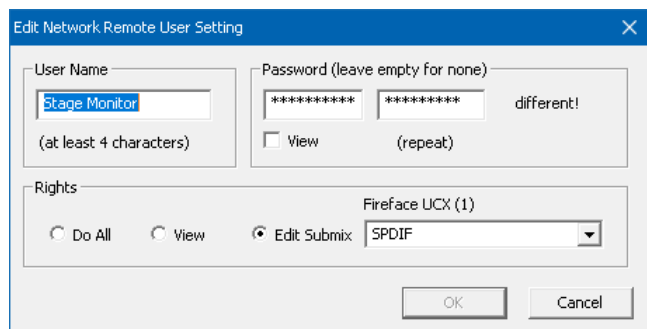 Edit Network Remote User Setting
User Name
Password (leave empty for none)
Stage Monitor
********** ********* different!
(at least 4 characters)
View
(repeat)
Rights
Fireface UCX (1)
Do All
View
Edit Submix
SPDIF
OK
Cancel